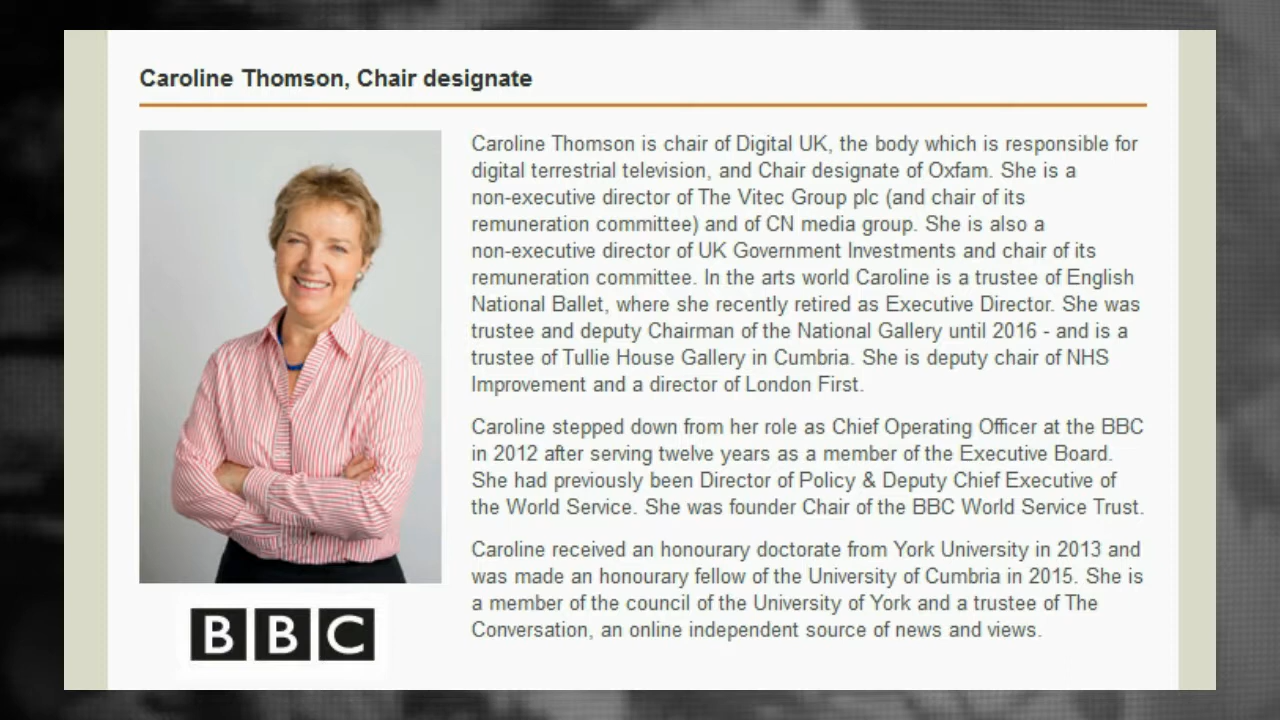 Caroline Thomson, Chair designate
Caroline Thomson is chair of Digital UK, the body which is responsible for
digital terrestrial television, and Chair designate of Oxfam. She is a
non-executive director of The Vitec Group plc (and chair of its
remuneration committee) and of CN media group. She is also a
non-executive director of UK Government Investments and chair of its
remuneration committee. In the arts world Caroline is a trustee of English
National Ballet, where she recently retired as Executive Director. She was
trustee and deputy Chairman of the National Gallery until 2016 - and is a
trustee of Tullie House Gallery in Cumbria. She is deputy chair of NHS
Improvement and a director of London First.
Caroline stepped down from her role as Chief Operating Officer at the BBC
in 2012 after serving twelve years as a member of the Executive Board.
She had previously been Director of Policy & Deputy Chief Executive of
the World Service. She was founder Chair of the BBC World Service Trust.
Caroline received an honourary doctorate from York University in 2013 and
was made an honourary fellow of the University of Cumbria in 2015. She is
a member of the council of the University of York and a trustee of The
Conversation, an online independent source of news and views.
BBC